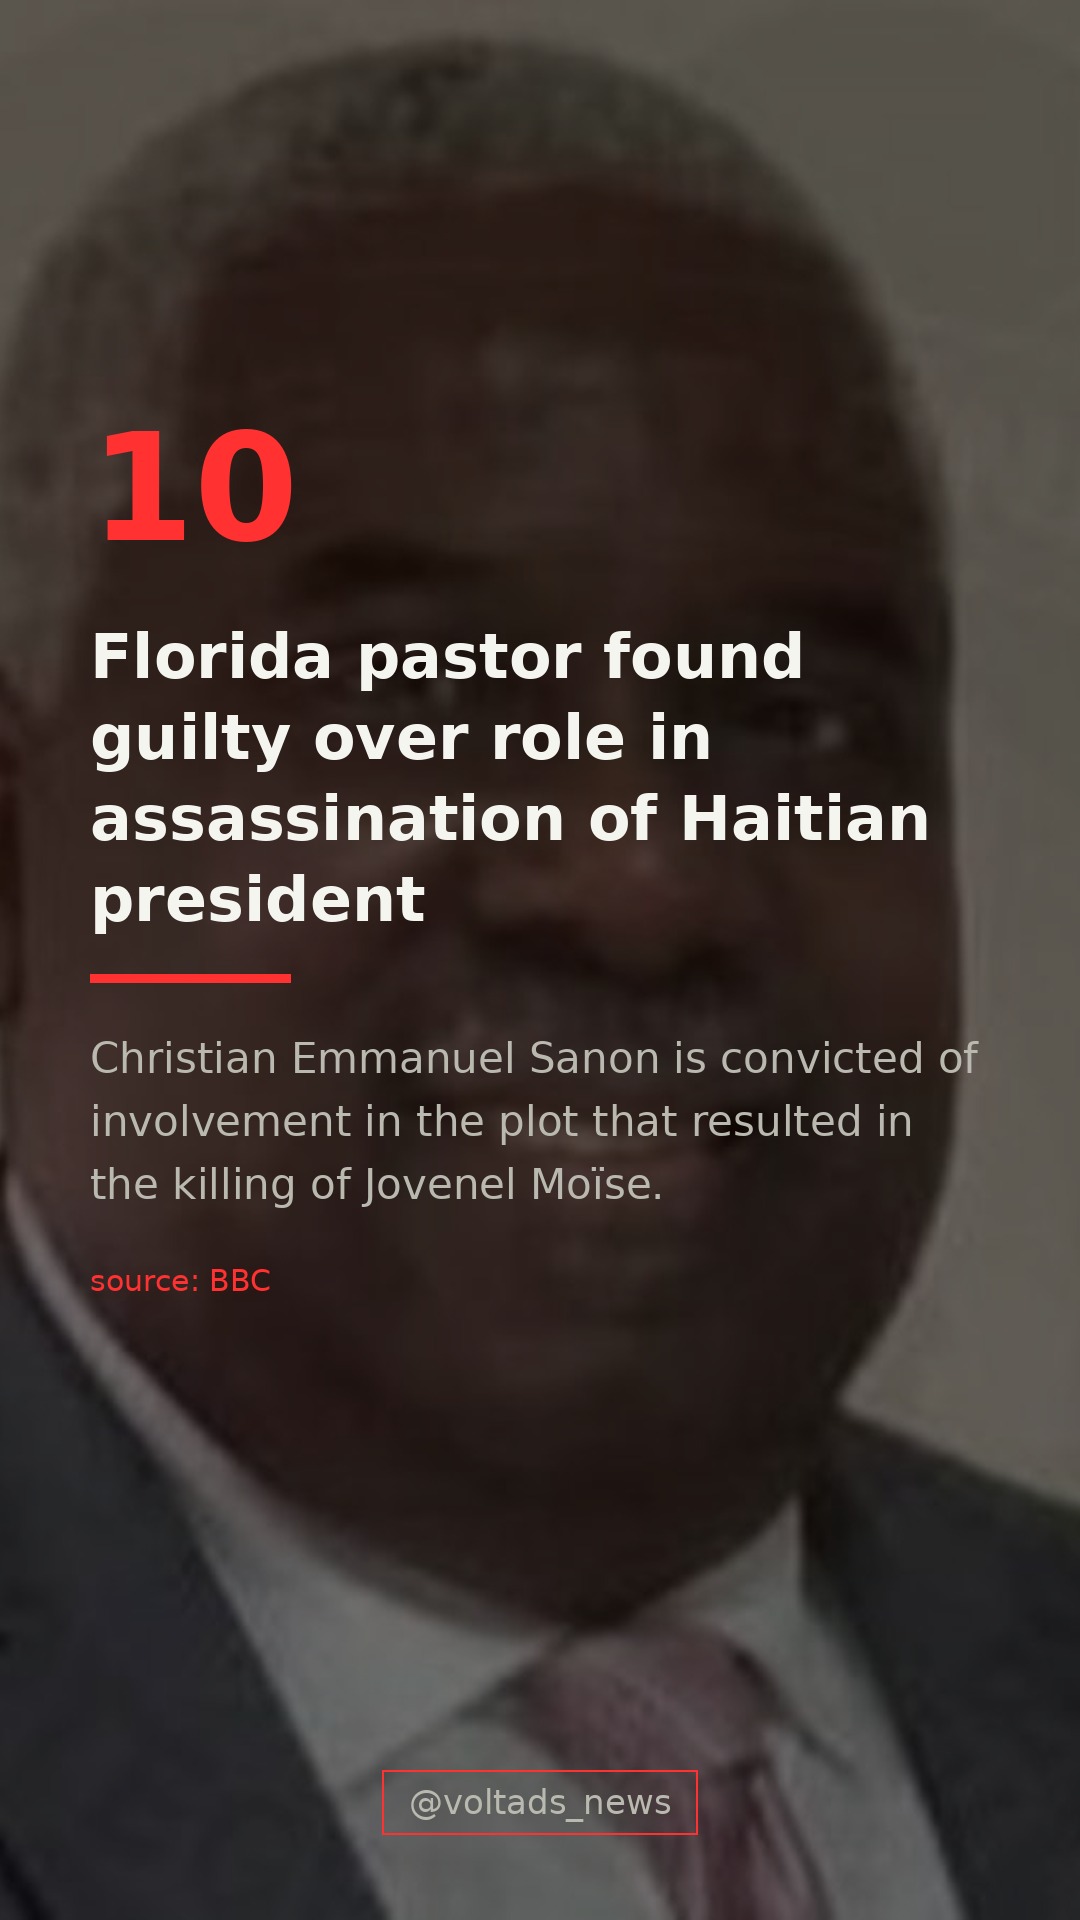 10
Florida pastor found
guilty over role in
assassination of Haitian
president
Christian Emmanuel Sanon is convicted of
involvement in the plot that resulted in
the killing of Jovenel Moïse.
source: BBC
@voltads_news